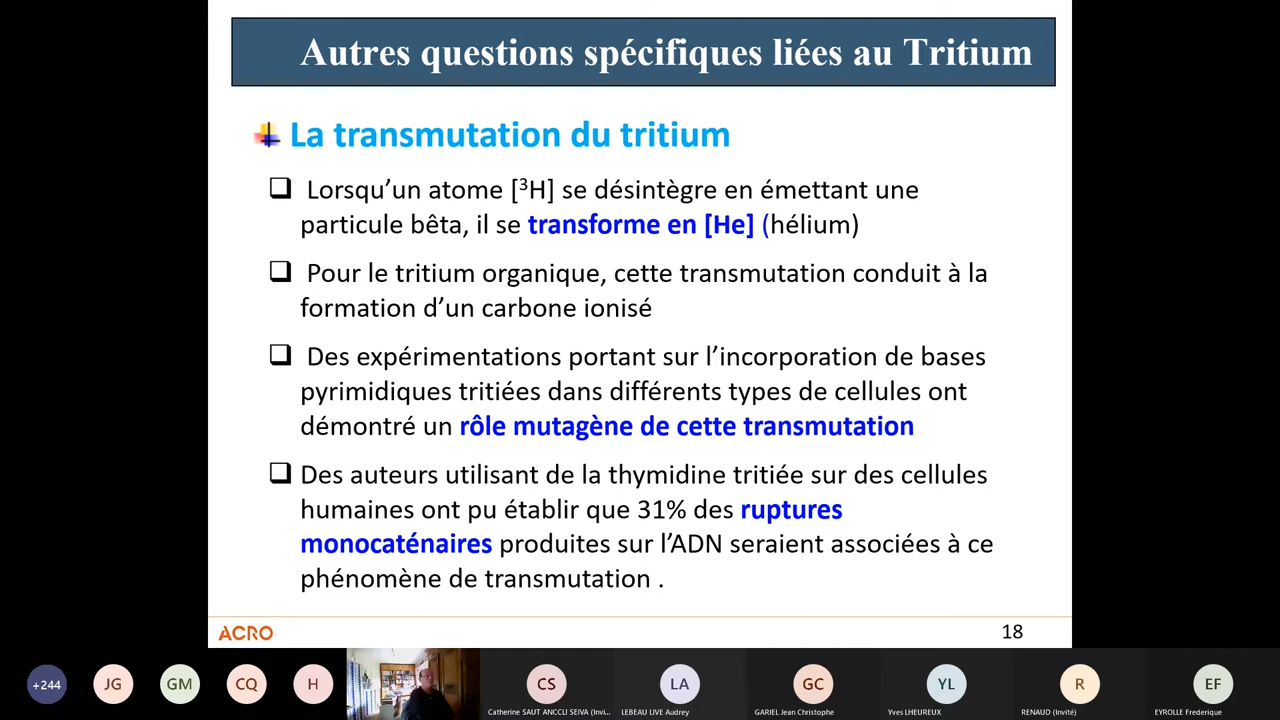 Autres questions spécifiques liées au Tritium
La transmutation du tritium
Lorsqu’un atome [³H] se désintègre en émettant une
particule bêta, il se transforme en [He] (hélium)
Pour le tritium organique, cette transmutation conduit à la
formation d’un carbone ionisé
Des expérimentations portant sur l’incorporation de bases
pyrimidiques tritiées dans différents types de cellules ont
démontré un rôle mutagène de cette transmutation
Des auteurs utilisant de la thymidine tritiée sur des cellules
humaines ont pu établir que 31% des ruptures
monocaténaires produites sur l’ADN seraient associées à ce
phénomène de transmutation .
ACRO
18
+244 JG GM CQ H CS LA GC YL R EF
Catherine SAUT ANCCLI SEIVA (Invi... LEBEAU LIVE Audrey GARIEL Jean Christophe Yves LHEUREUX RENAUD (Invité) EYROLLE Frederique